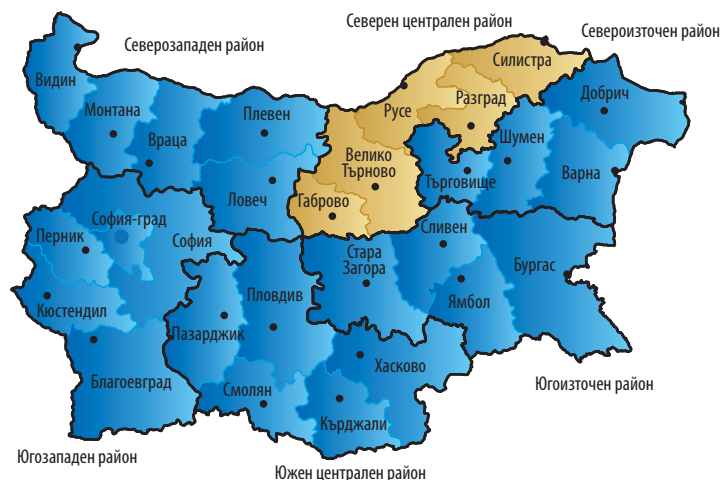 Северен централен район
Североизточен район
Северозападен район
Силистра
Видин
Добрич
Русе
Разград
Монтана
Плевен
Шумен
Враца
Велико
Търново
Търговище
Варна
Ловеч
Габрово
София-град
Перник
София
Сливен
Стара
Загора
Бургас
Кюстендил
Пловдив
Ямбол
Пазарджик
Хасково
Благоевград
Смолян
Югоизточен район
Кърджали
Югозападен район
Южен централен район